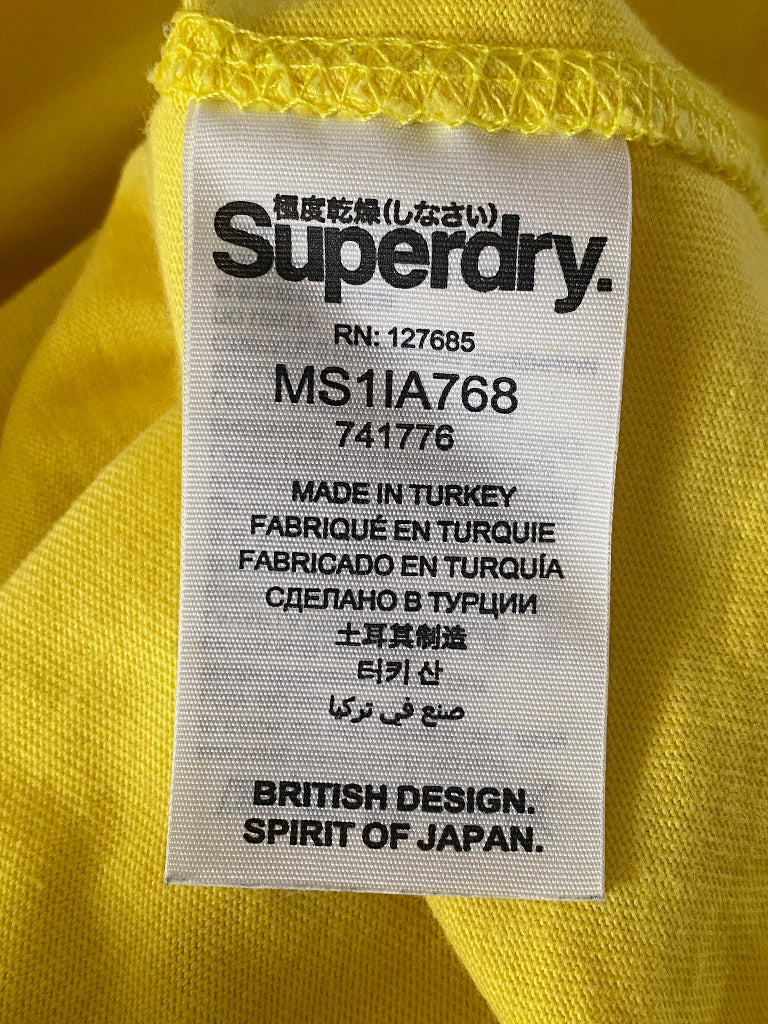 極度乾燥(しなさい)
Superdry.
RN: 127685
MS1IA768
741776
MADE IN TURKEY
FABRIQUÉ EN TURQUIE
FABRICADO EN TURQUÍA
СДЕЛАНО В ТУРЦИИ
土耳其制造
터키 산
صنع في تركيا
BRITISH DESIGN.
SPIRIT OF JAPAN.